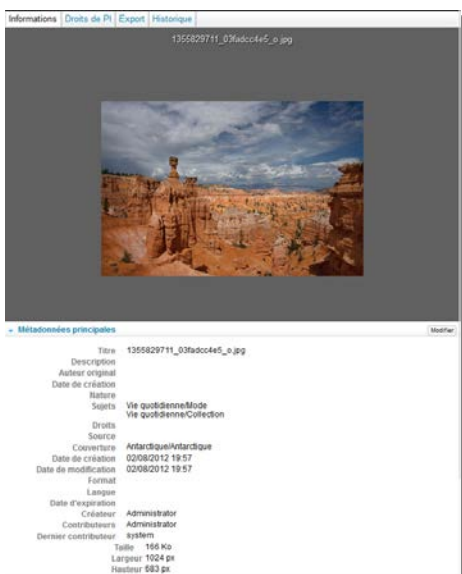 Informations Droits de PI Export Historique
1355829711_03fadcc4e5_o.jpg
Métadonnées principales Modifier
Titre 1355829711_03fadcc4e5_o.jpg
Description
Auteur original
Date de création
Nature
Sujets Vie quotidienne/Mode
Vie quotidienne/Collection
Droits
Source
Couverture Antarctique/Antarctique
Date de création 02/08/2012 19:57
Date de modification 02/08/2012 19:57
Format
Langue
Date d'expiration
Créateur Administrator
Contributeurs Administrator
Dernier contributeur system
Taille 166 Ko
Largeur 1024 px
Hauteur 683 px